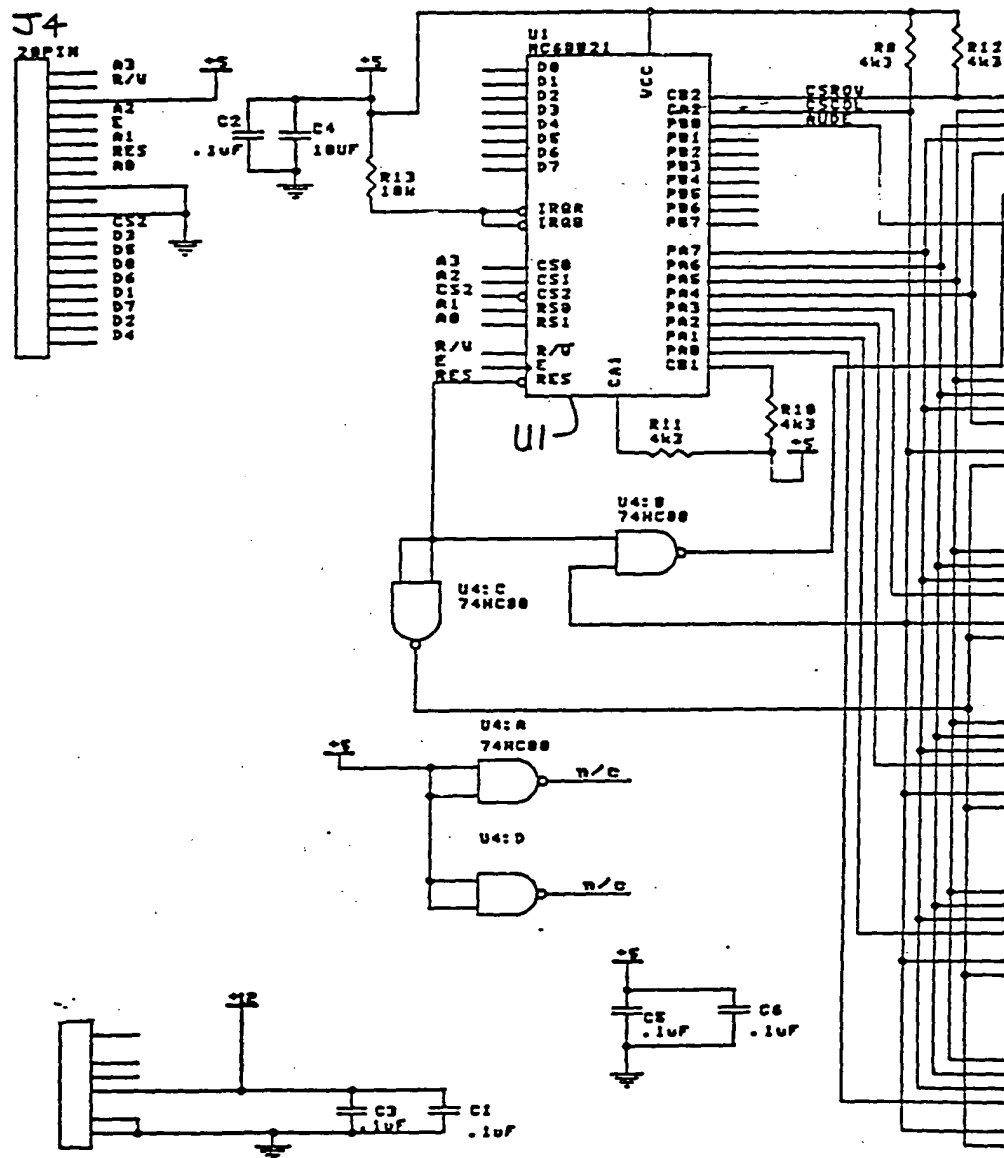 J4
20PIN
A3
R/W
A2
E
A1
RES
A0
CS2
D3
D5
D0
D6
D1
D7
D2
D4
+5
C2
.1uF
C4
10UF
+5
R13
10K
U1
MC68B21
D0
D1
D2
D3
D4
D5
D6
D7
IRQA
IRQB
A3
A2
CS2
A1
A0
CS0
CS1
CS2
RS0
RS1
R/W
E
RES
R/W
E
RES
VCC
CA1
CB2
CA2
PB0
PB1
PB2
PB3
PB4
PB5
PB6
PB7
PA7
PA6
PA5
PA4
PA3
PA2
PA1
PA0
CB1
CSROW
CSCOL
AUDE
R8
4k3
R12
4k3
U1
R11
4k3
R10
4k3
+5
U4:B
74HC00
U4:C
74HC00
U4:A
74HC00
+5
n/c
U4:D
n/c
+5
C5
.1uF
C6
.1uF
+12
C3
.1uF
C1
.1uF